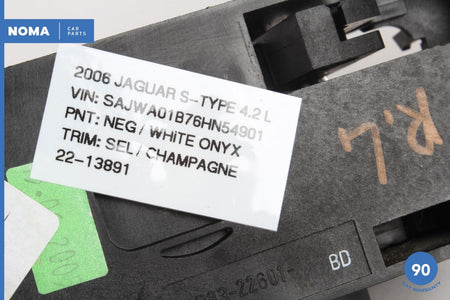 NOMA CAR PARTS
2006 JAGUAR S-TYPE 4.2 L
VIN: SAJWA01B76HN54901
PNT: NEG / WHITE ONYX
TRIM: SEL / CHAMPAGNE
22-13891
R.L
BD
90
DAY WARRANTY